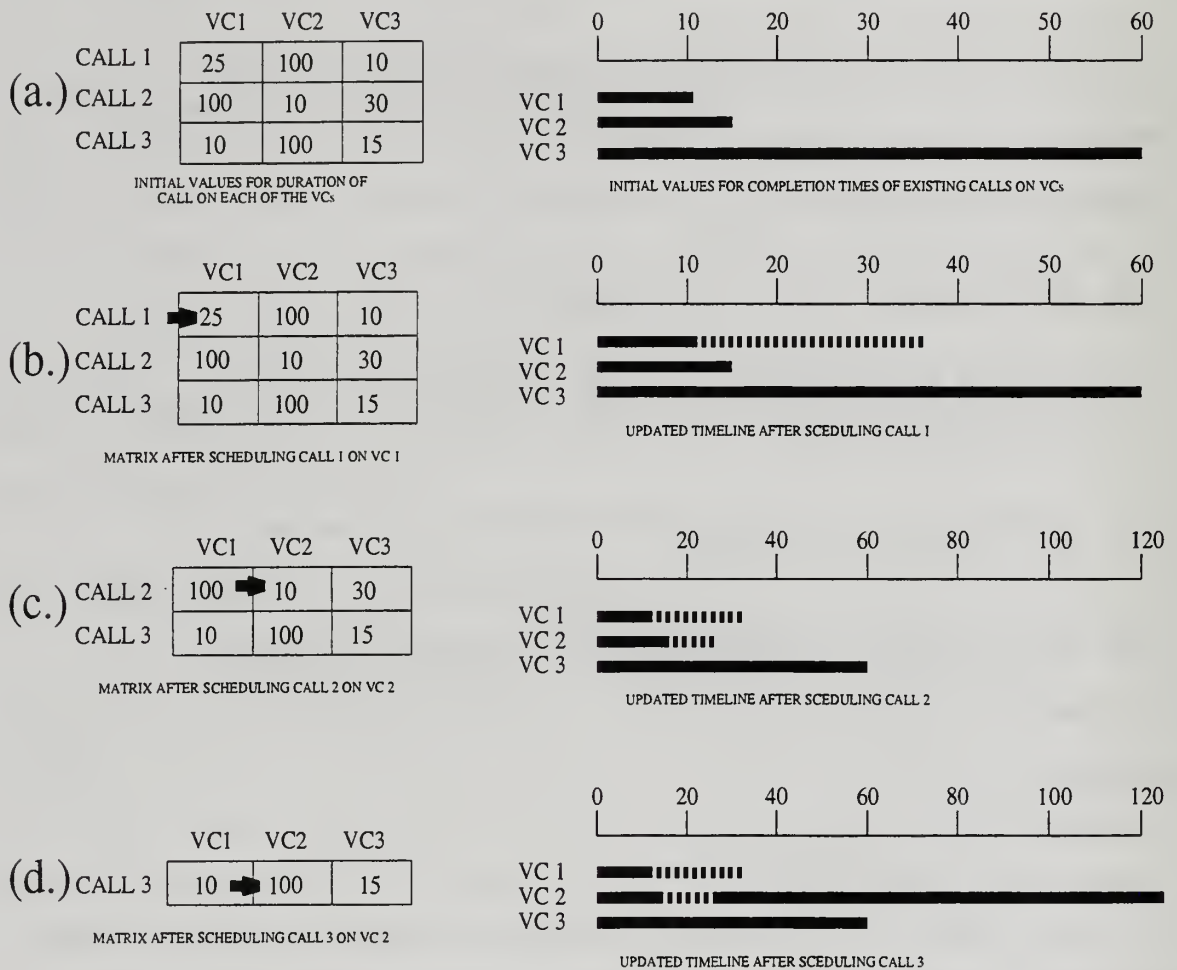 (a.)
VC1 VC2 VC3
CALL 1 25 100 10
CALL 2 100 10 30
CALL 3 10 100 15
INITIAL VALUES FOR DURATION OF
CALL ON EACH OF THE VCs
0 10 20 30 40 50 60
VC 1
VC 2
VC 3
INITIAL VALUES FOR COMPLETION TIMES OF EXISTING CALLS ON VCs
(b.)
VC1 VC2 VC3
CALL 1 25 100 10
CALL 2 100 10 30
CALL 3 10 100 15
MATRIX AFTER SCHEDULING CALL 1 ON VC 1
0 10 20 30 40 50 60
VC 1
VC 2
VC 3
UPDATED TIMELINE AFTER SCEDULING CALL 1
(c.)
VC1 VC2 VC3
CALL 2 100 10 30
CALL 3 10 100 15
MATRIX AFTER SCHEDULING CALL 2 ON VC 2
0 20 40 60 80 100 120
VC 1
VC 2
VC 3
UPDATED TIMELINE AFTER SCEDULING CALL 2
(d.)
VC1 VC2 VC3
CALL 3 10 100 15
MATRIX AFTER SCHEDULING CALL 3 ON VC 2
0 20 40 60 80 100 120
VC 1
VC 2
VC 3
UPDATED TIMELINE AFTER SCEDULING CALL 3